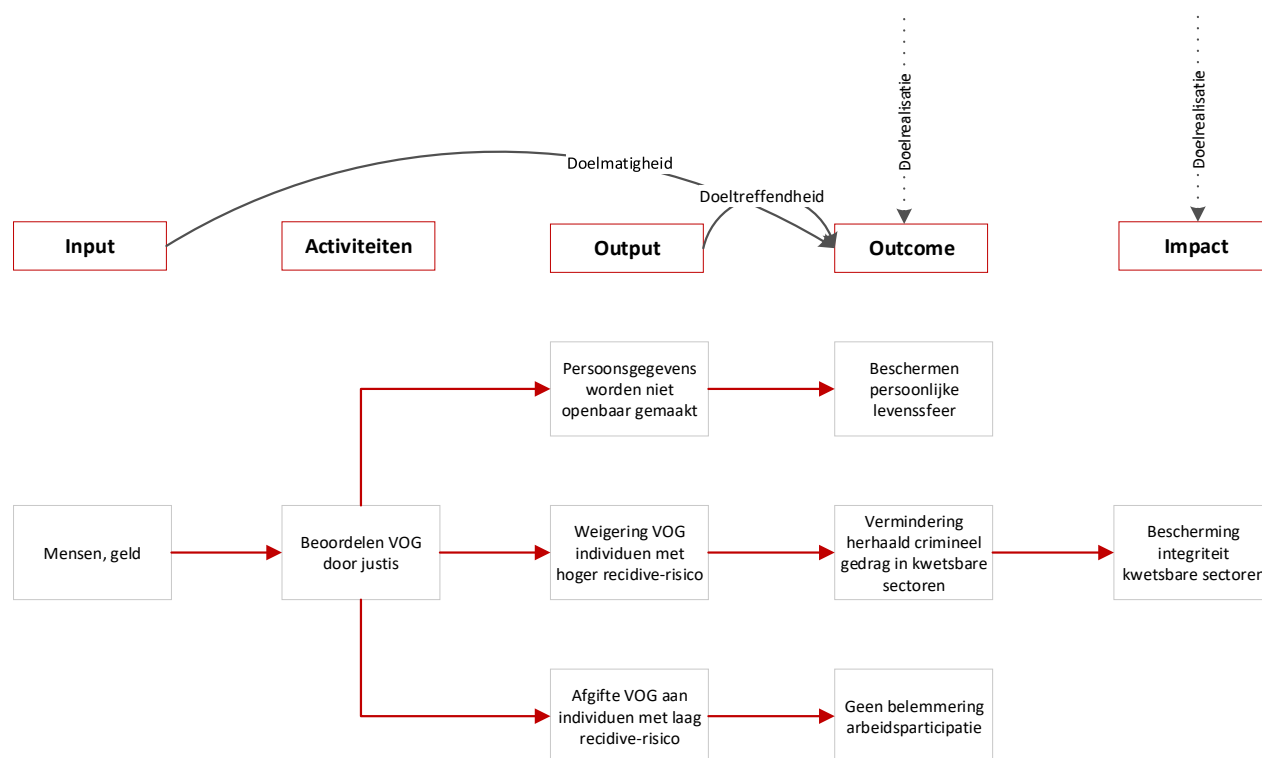 Doelrealisatie
Doelrealisatie
Doelmatigheid
Doeltreffendheid
Input
Activiteiten
Output
Outcome
Impact
Persoonsgegevens
worden niet
openbaar gemaakt
Beschermen
persoonlijke
levenssfeer
Mensen, geld
Beoordelen VOG
door justis
Weigering VOG
individuen met
hoger recidive-risico
Vermindering
herhaald crimineel
gedrag in kwetsbare
sectoren
Bescherming
integriteit
kwetsbare sectoren
Afgifte VOG aan
individuen met laag
recidive-risico
Geen belemmering
arbeidsparticipatie